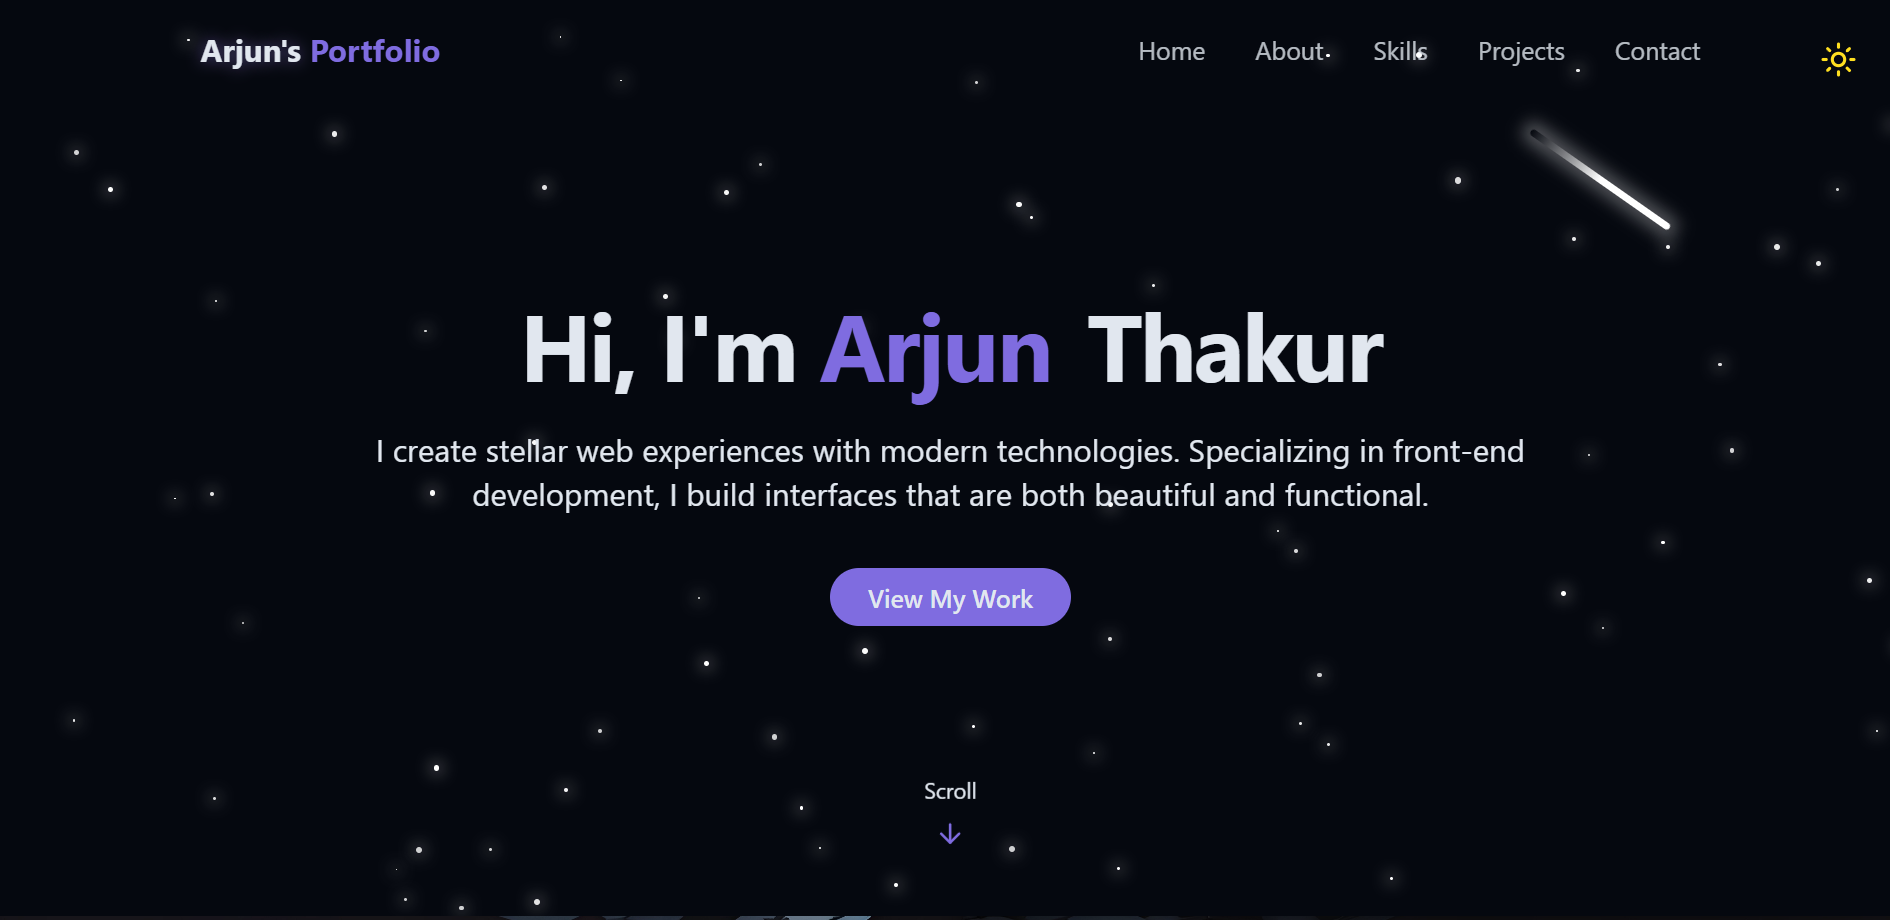 Arjun's Portfolio
Home About Skills Projects Contact
Hi, I'm Arjun Thakur
I create stellar web experiences with modern technologies. Specializing in front-end
development, I build interfaces that are both beautiful and functional.
View My Work
Scroll